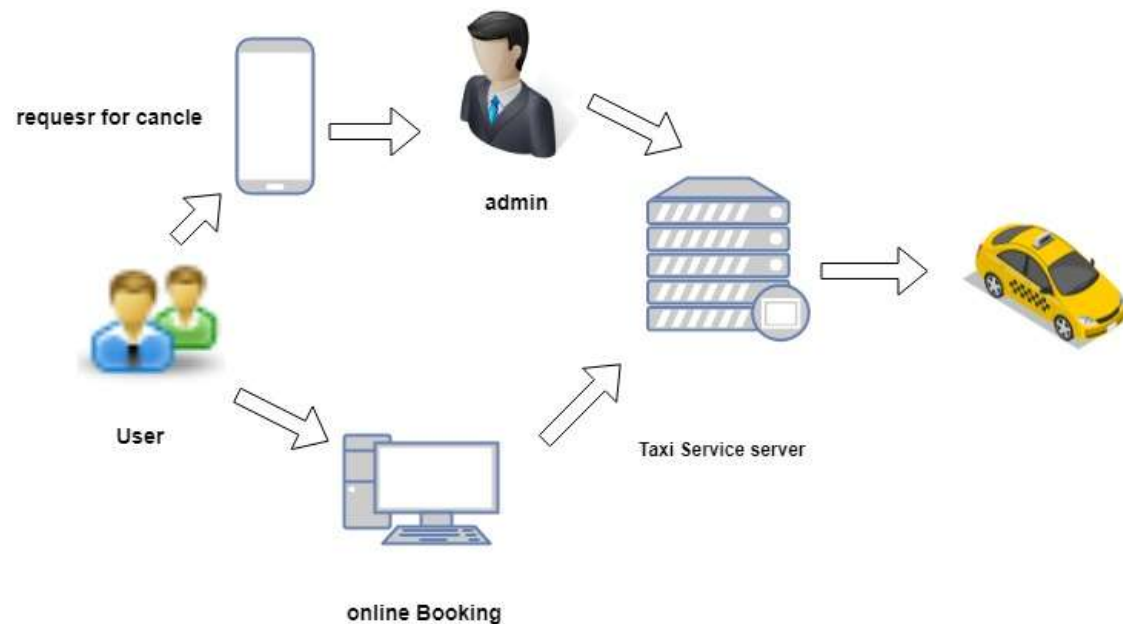 requesr for cancle
admin
User
Taxi Service server
online Booking